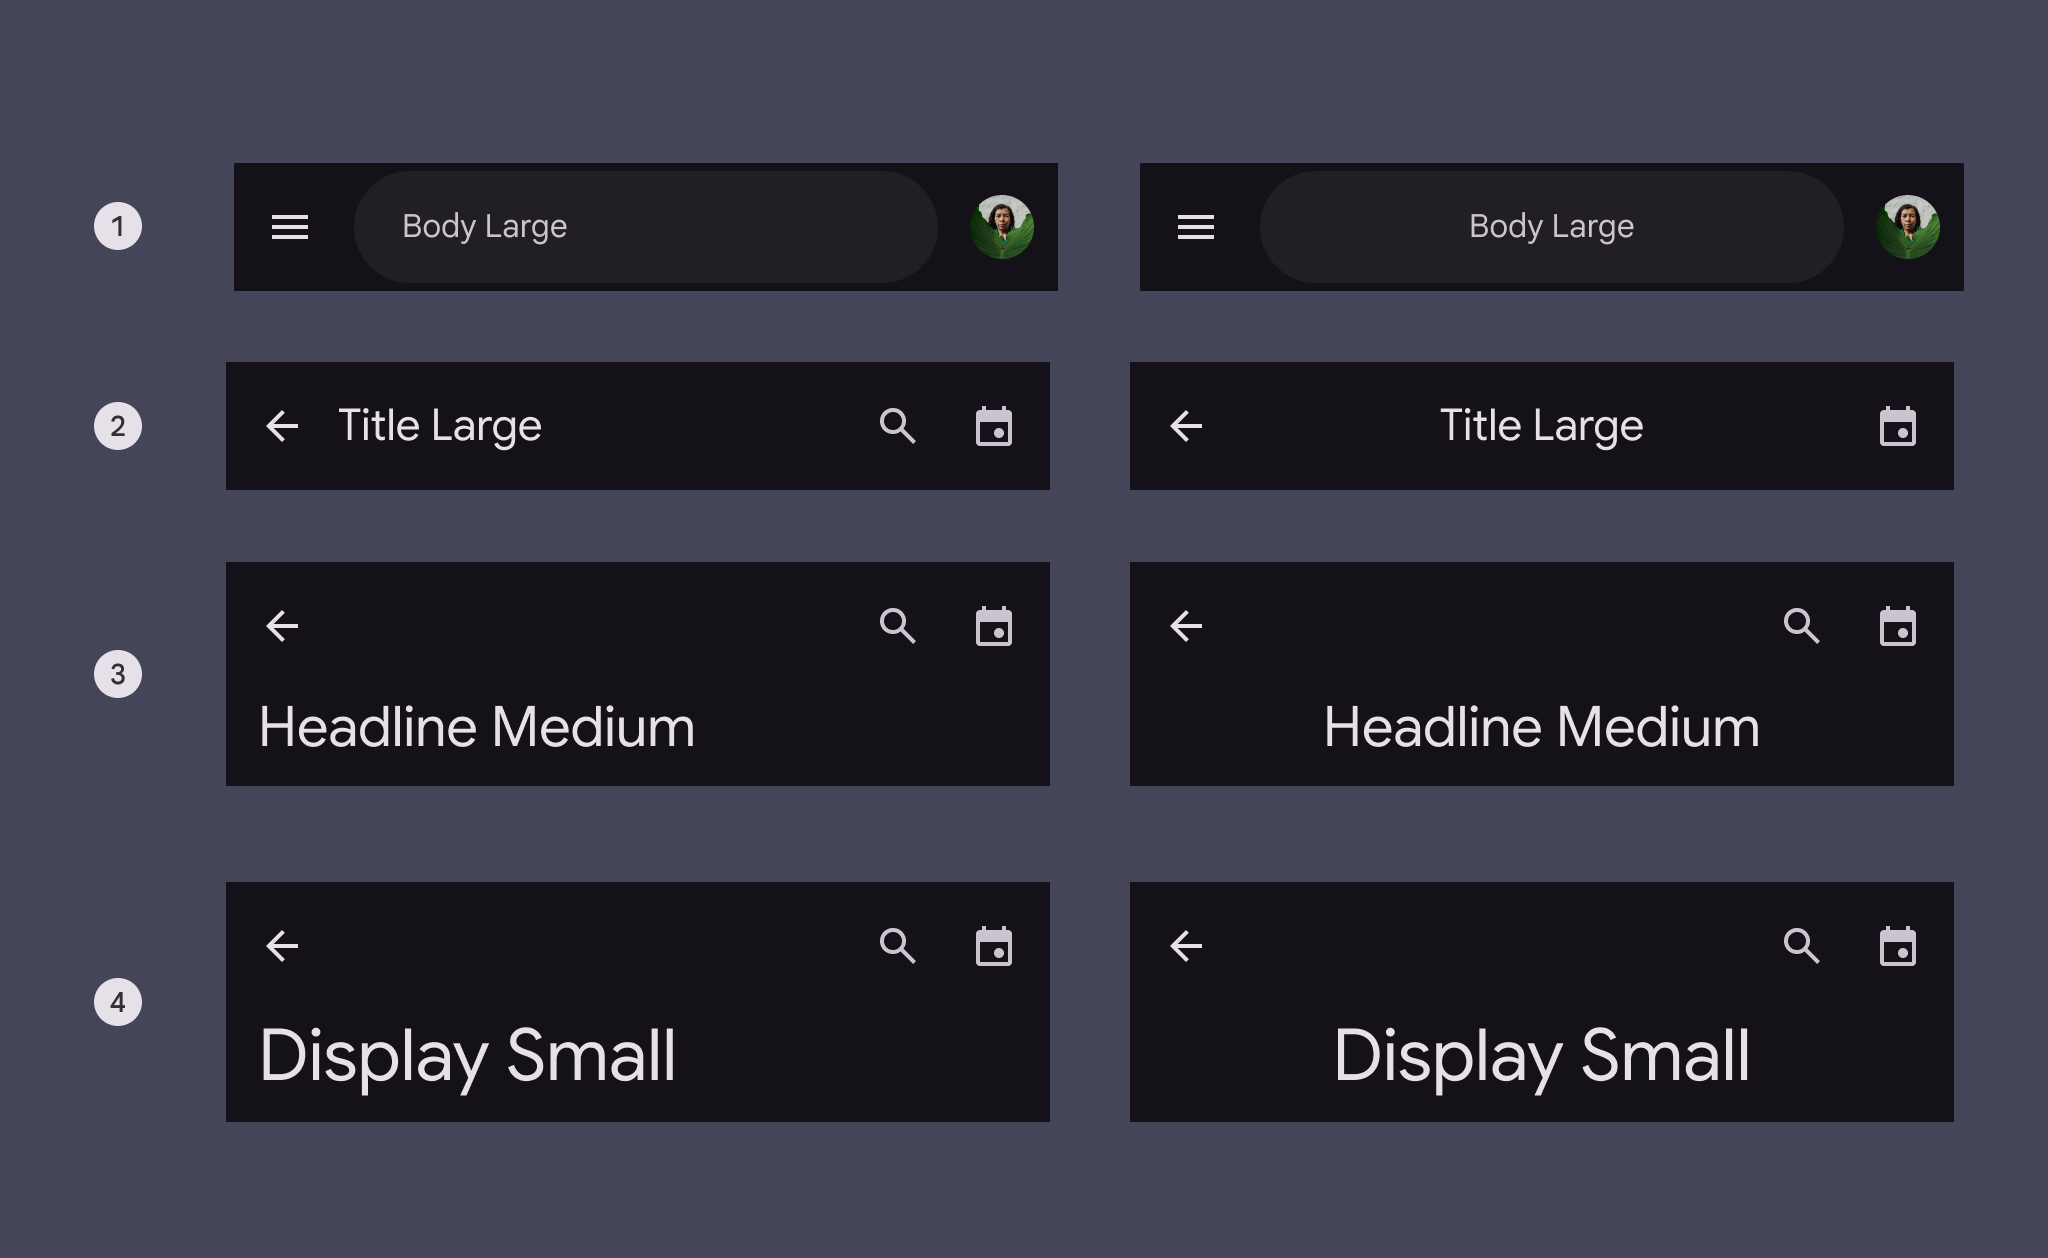 1
Body Large
Body Large
2
Title Large
Title Large
3
Headline Medium
Headline Medium
4
Display Small
Display Small